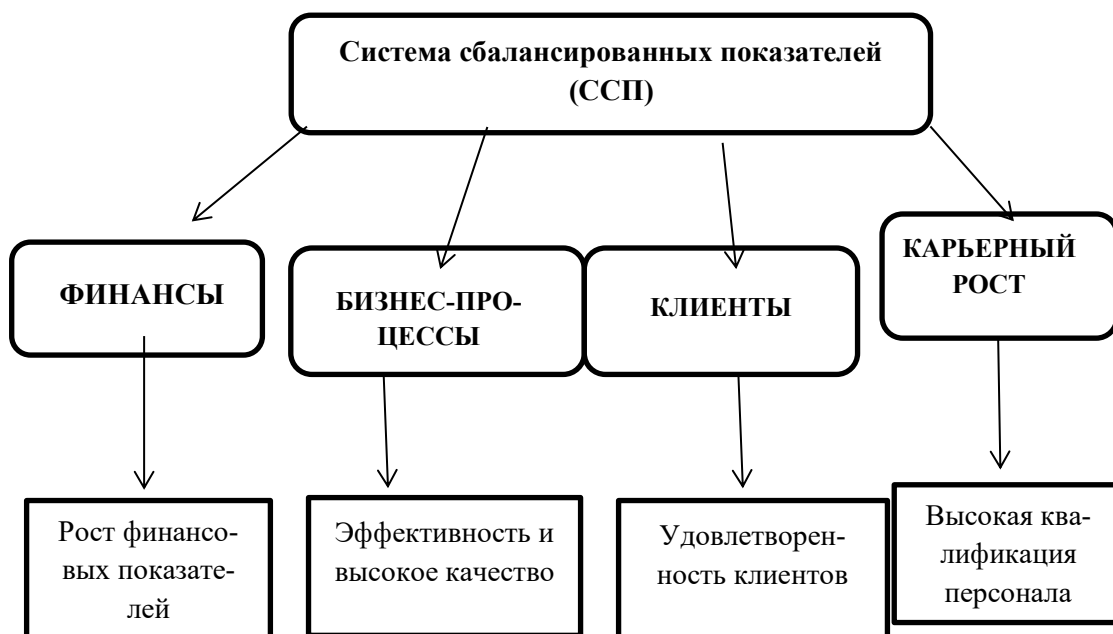 Система сбалансированных показателей
(ССП)
ФИНАНСЫ
БИЗНЕС-ПРО-
ЦЕССЫ
КЛИЕНТЫ
КАРЬЕРНЫЙ
РОСТ
Рост финансо-
вых показате-
лей
Эффективность и
высокое качество
Удовлетворен-
ность клиентов
Высокая ква-
лификация
персонала